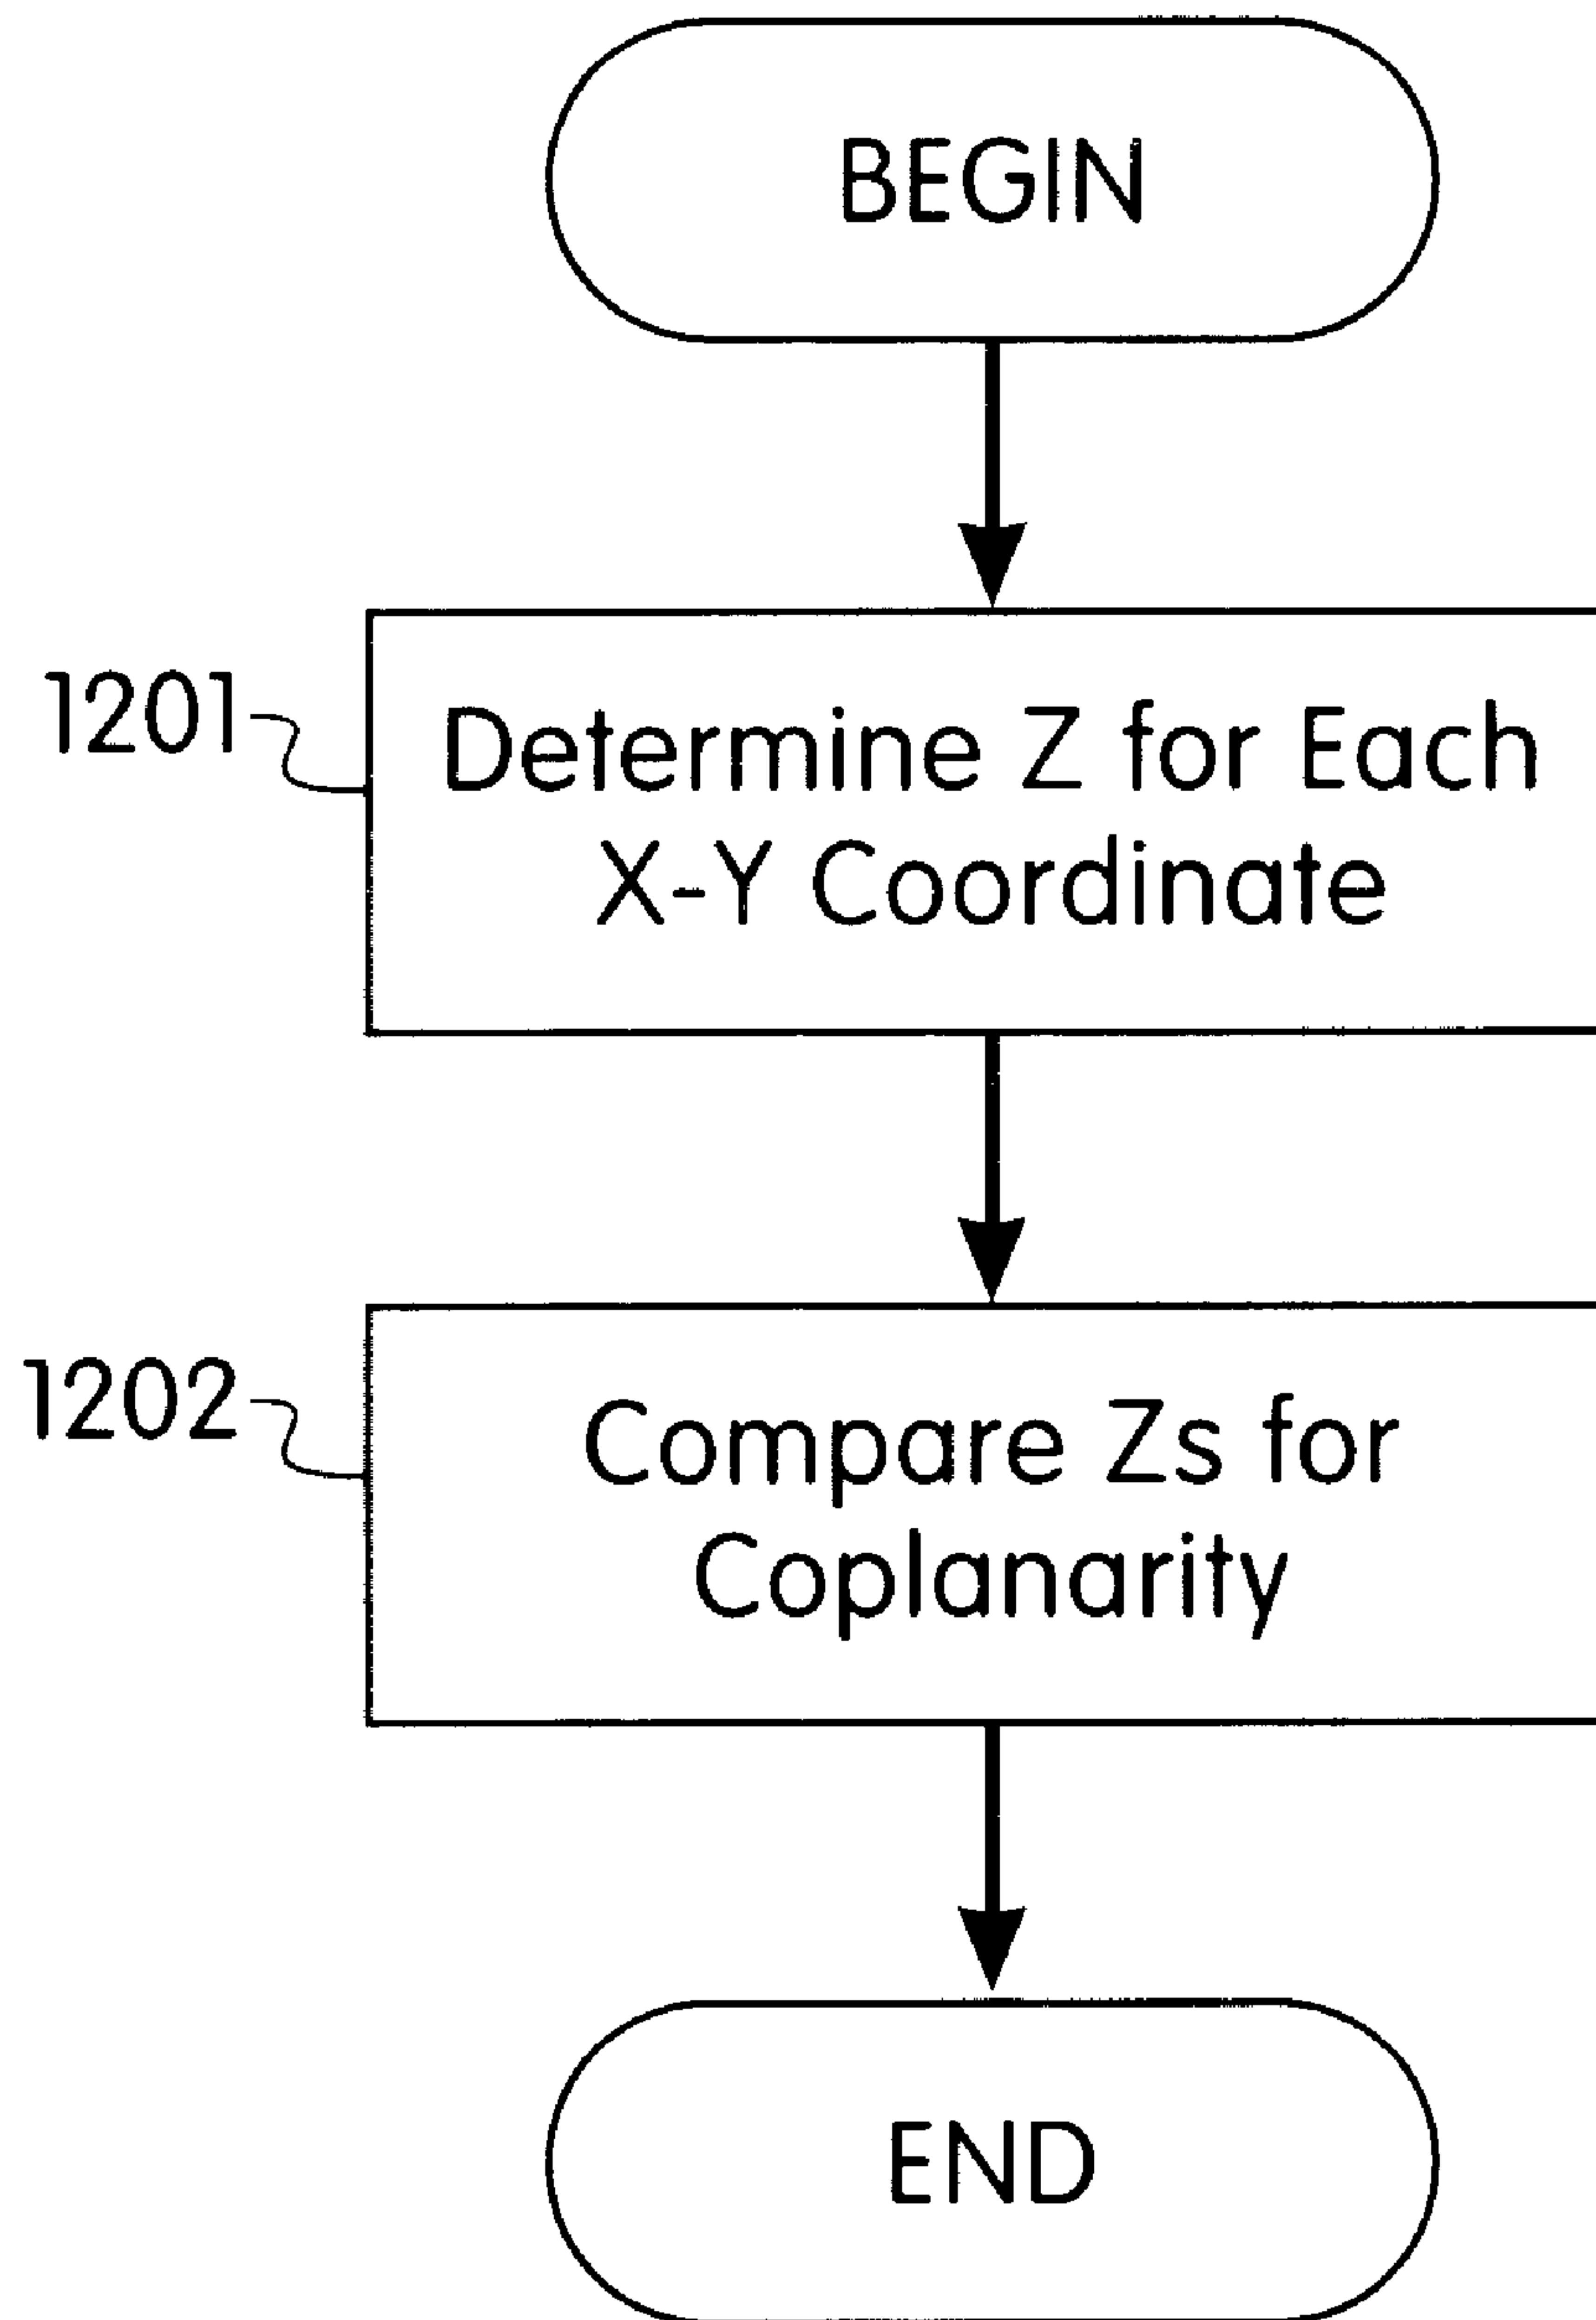 BEGIN
1201
Determine Z for Each
X-Y Coordinate
1202
Compare Zs for
Coplanarity
END